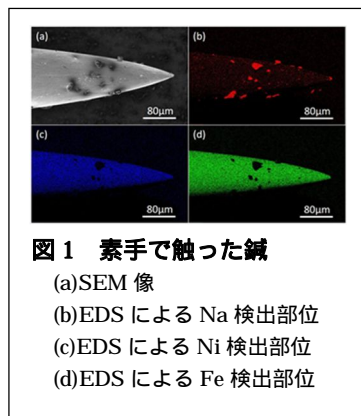 (a)
(b)
80μm
80μm
(c)
(d)
80μm
80μm
図 1 素手で触った鍼
(a)SEM 像
(b)EDS による Na 検出部位
(c)EDS による Ni 検出部位
(d)EDS による Fe 検出部位